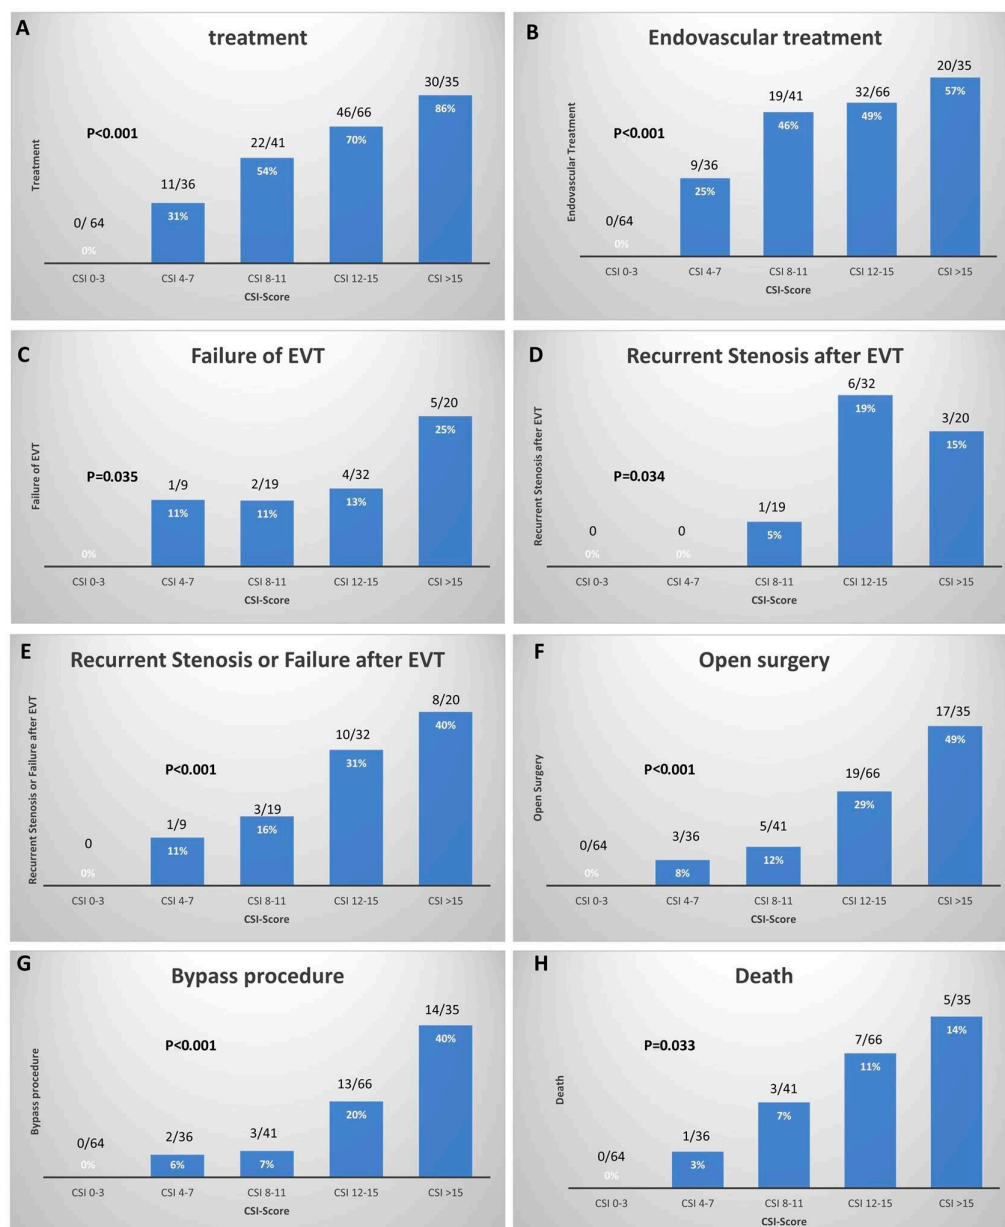 A
treatment
30/35
86%
46/66
70%
P<0.001
22/41
54%
11/36
31%
0/ 64
0%
Treatment
CSI 0-3 CSI 4-7 CSI 8-11 CSI 12-15 CSI >15
CSI-Score
B
Endovascular treatment
20/35
57%
32/66
49%
19/41
46%
P<0.001
9/36
25%
0/64
0%
Endovascular Treatment
CSI 0-3 CSI 4-7 CSI 8-11 CSI 12-15 CSI >15
CSI-Score
C
Failure of EVT
5/20
25%
P=0.035
4/32
13%
2/19
11%
1/9
11%
0%
Failure of EVT
CSI 0-3 CSI 4-7 CSI 8-11 CSI 12-15 CSI >15
CSI-Score
D
Recurrent Stenosis after EVT
6/32
19%
3/20
15%
P=0.034
1/19
5%
0
0%
0
0%
Recurrent Stenosis after EVT
CSI 0-3 CSI 4-7 CSI 8-11 CSI 12-15 CSI >15
CSI-Score
E
Recurrent Stenosis or Failure after EVT
8/20
40%
10/32
31%
P<0.001
3/19
16%
1/9
11%
0
0%
Recurrent Stenosis or Failure after EVT
CSI 0-3 CSI 4-7 CSI 8-11 CSI 12-15 CSI >15
CSI-Score
F
Open surgery
17/35
49%
P<0.001
19/66
29%
5/41
12%
3/36
8%
0/64
0%
Open Surgery
CSI 0-3 CSI 4-7 CSI 8-11 CSI 12-15 CSI >15
CSI-Score
G
Bypass procedure
14/35
40%
P<0.001
13/66
20%
3/41
7%
2/36
6%
0/64
0%
Bypass procedure
CSI 0-3 CSI 4-7 CSI 8-11 CSI 12-15 CSI >15
H
Death
5/35
14%
7/66
11%
P=0.033
3/41
7%
1/36
3%
0/64
0%
Death
CSI 0-3 CSI 4-7 CSI 8-11 CSI 12-15 CSI >15
CSI-Score